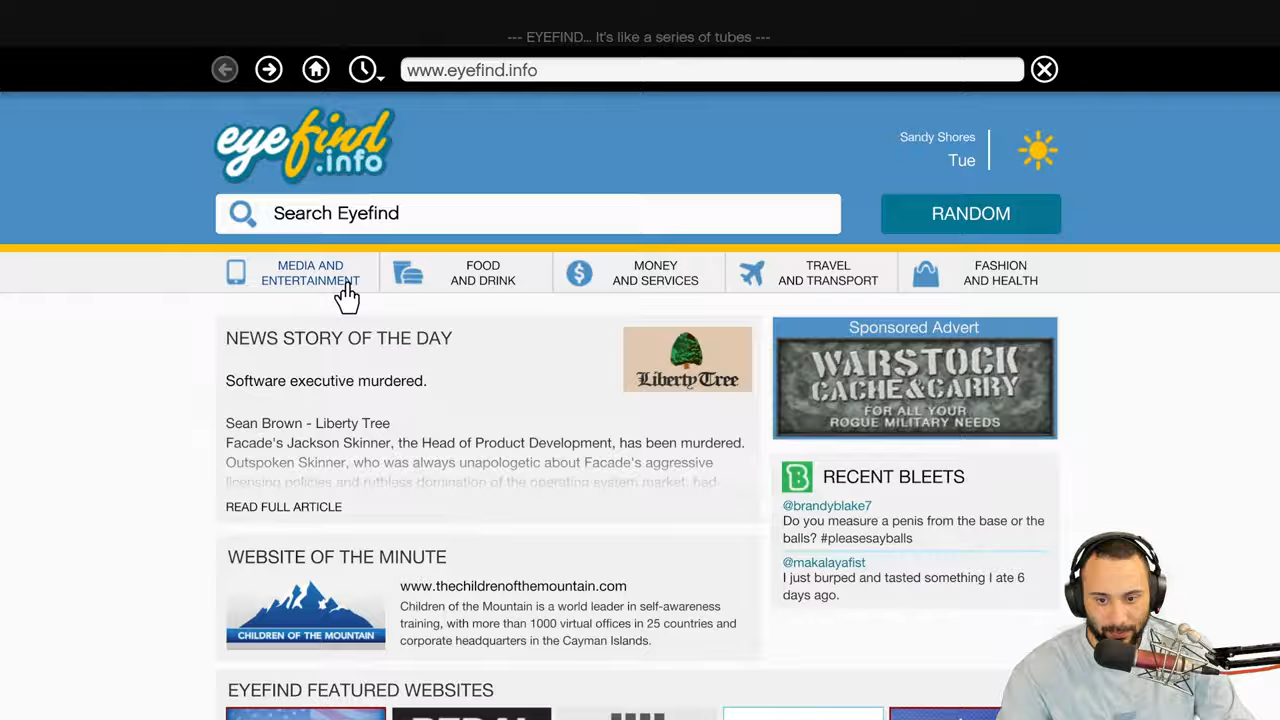 --- EYEFIND... It's like a series of tubes ---
www.eyefind.info
eyefind
.info
Sandy Shores
Tue
Search Eyefind
RANDOM
MEDIA AND
ENTERTAINMENT
FOOD
AND DRINK
MONEY
AND SERVICES
TRAVEL
AND TRANSPORT
FASHION
AND HEALTH
NEWS STORY OF THE DAY
Liberty Tree
Software executive murdered.
Sean Brown - Liberty Tree
Facade's Jackson Skinner, the Head of Product Development, has been murdered.
Outspoken Skinner, who was always unapologetic about Facade's aggressive
licensing policies and ruthless domination of the operating system market, had
READ FULL ARTICLE
Sponsored Advert
WARSTOCK
CACHE & CARRY
FOR ALL YOUR
ROGUE MILITARY NEEDS
RECENT BLEETS
@brandyblake7
Do you measure a penis from the base or the
balls? #pleasesayballs
@makalayafist
I just burped and tasted something I ate 6
days ago.
WEBSITE OF THE MINUTE
CHILDREN OF THE MOUNTAIN
www.thechildrenofthemountain.com
Children of the Mountain is a world leader in self-awareness
training, with more than 1000 virtual offices in 25 countries and
corporate headquarters in the Cayman Islands.
EYEFIND FEATURED WEBSITES